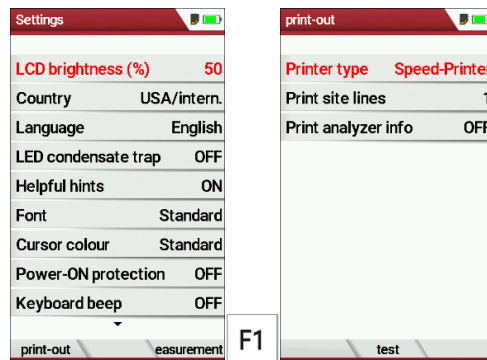 Settings
LCD brightness (%) 50
Country USA/intern.
Language English
LED condensate trap OFF
Helpful hints ON
Font Standard
Cursor colour Standard
Power-ON protection OFF
Keyboard beep OFF
print-out easurement
F1
print-out
Printer type Speed-Printer
Print site lines 1
Print analyzer info OFF
test